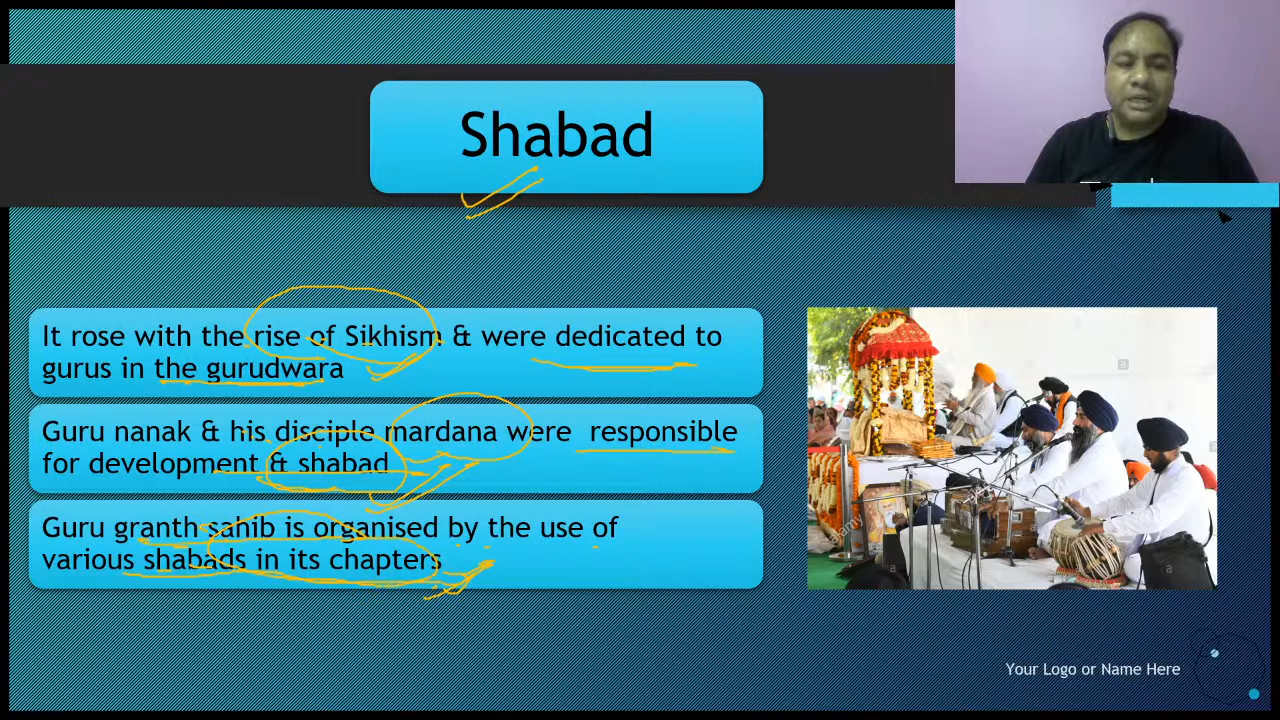 Shabad
It rose with the rise of Sikhism & were dedicated to
gurus in the gurudwara
Guru nanak & his disciple mardana were responsible
for development & shabad
Guru granth sahib is organised by the use of
various shabads in its chapters
a
a
a
a
Your Logo or Name Here